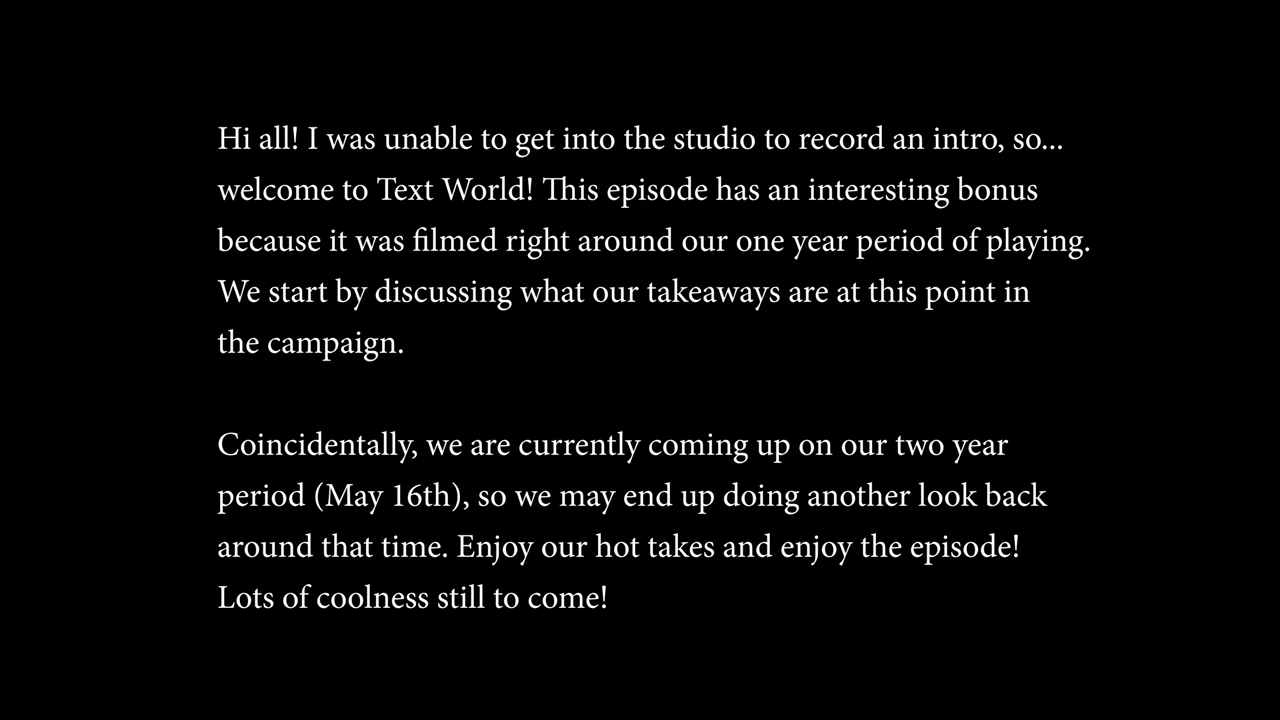 Hi all! I was unable to get into the studio to record an intro, so...
welcome to Text World! This episode has an interesting bonus
because it was filmed right around our one year period of playing.
We start by discussing what our takeaways are at this point in
the campaign.
Coincidentally, we are currently coming up on our two year
period (May 16th), so we may end up doing another look back
around that time. Enjoy our hot takes and enjoy the episode!
Lots of coolness still to come!